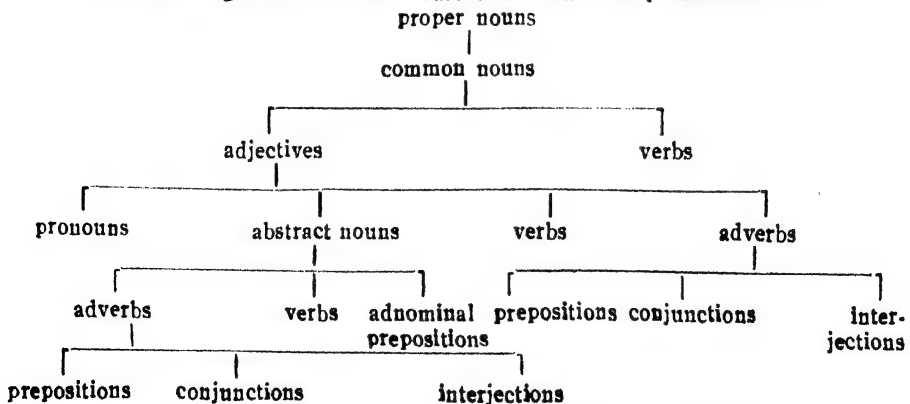 proper nouns
common nouns
adjectives verbs
pronouns abstract nouns verbs adverbs
adverbs verbs adnominal prepositions conjunctions inter-
prepositions jections
prepositions conjunctions interjections